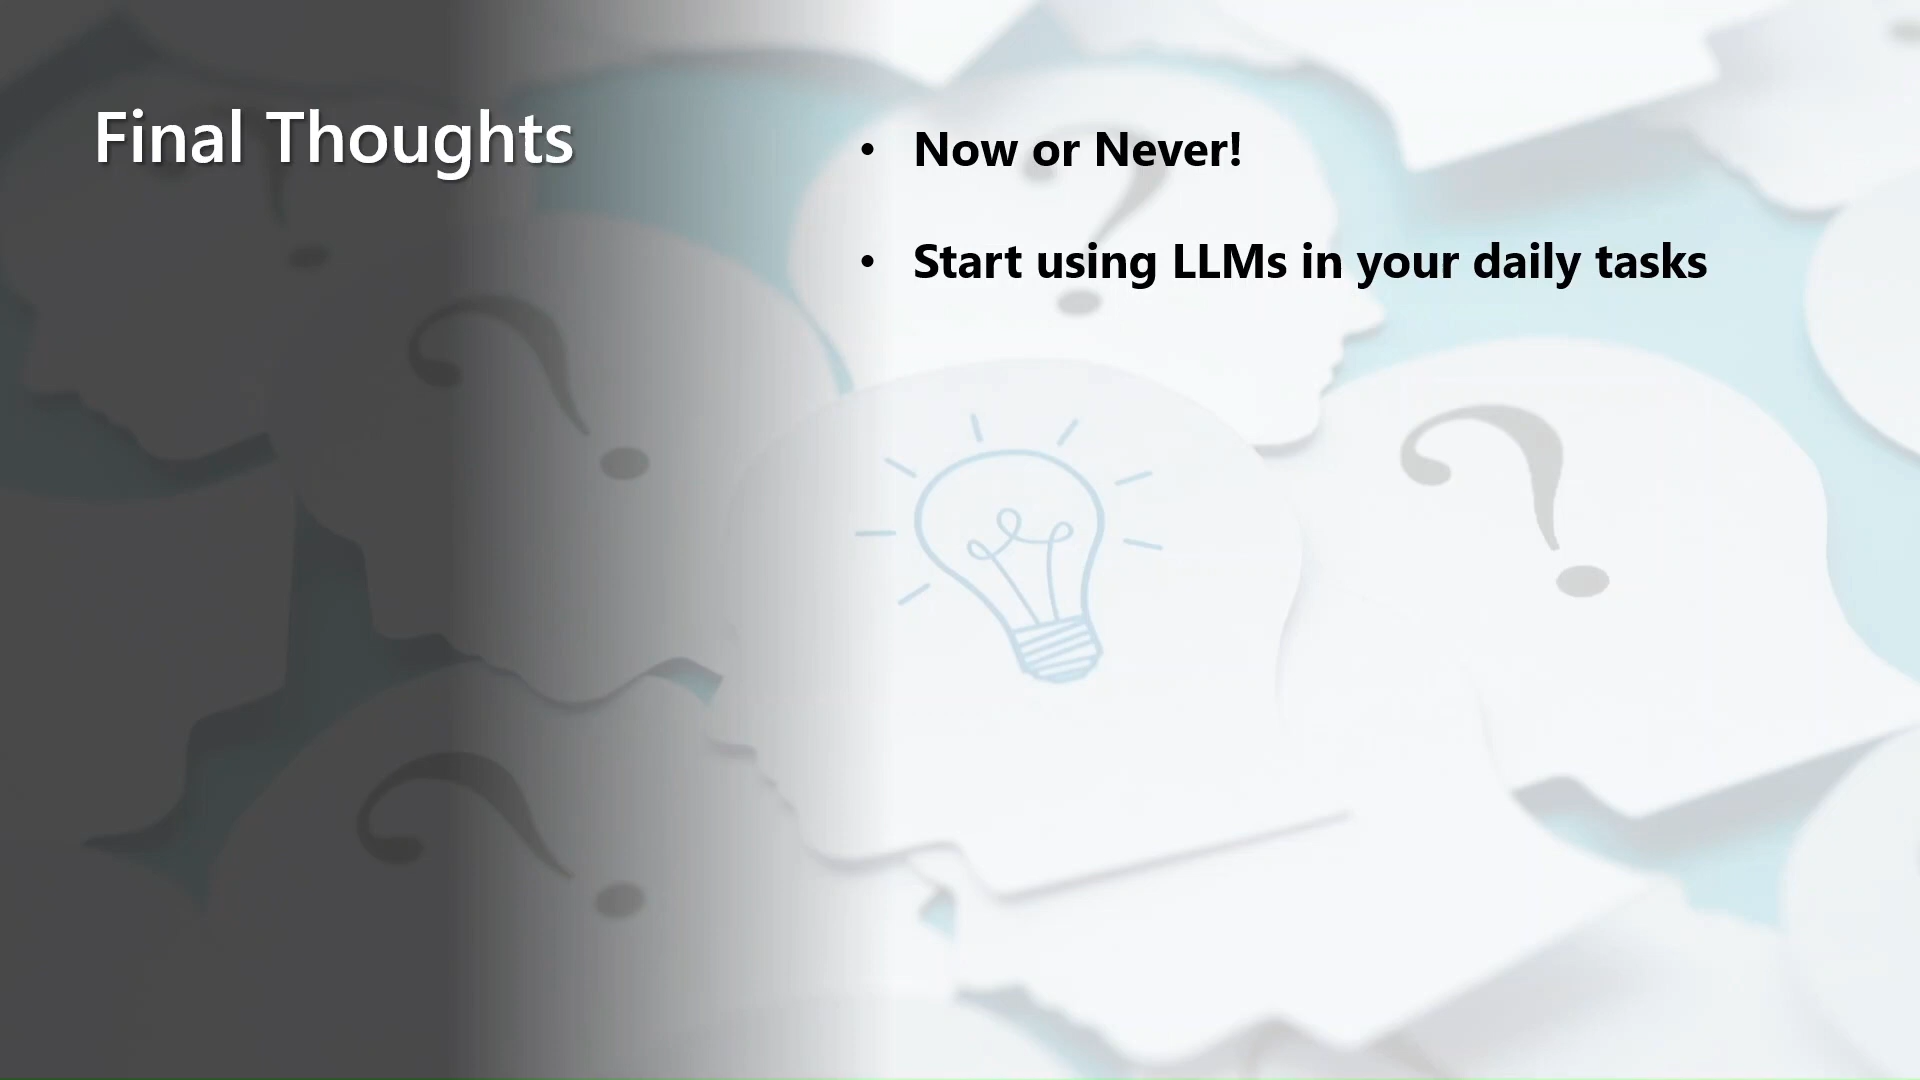 Final Thoughts
• Now or Never!
• Start using LLMs in your daily tasks